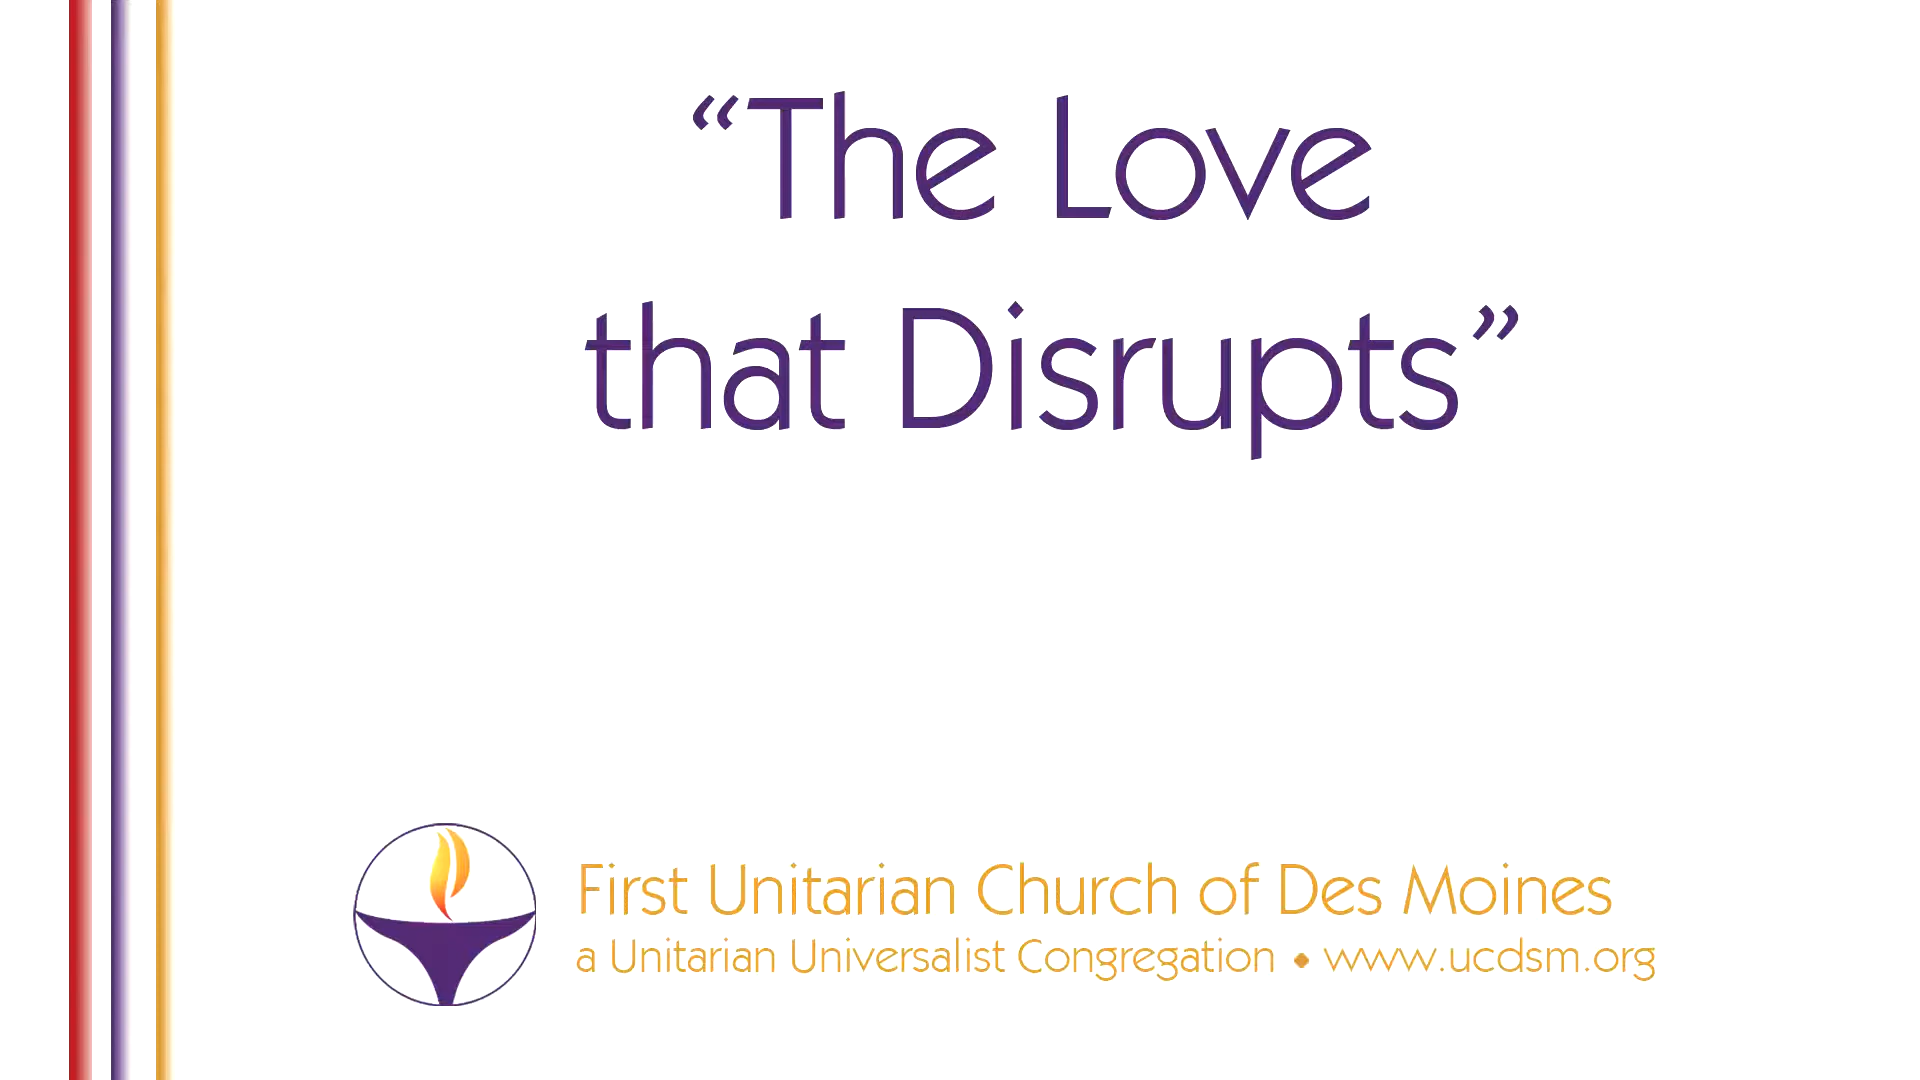 “The Love
that Disrupts”
First Unitarian Church of Des Moines
a Unitarian Universalist Congregation • www.ucdsm.org